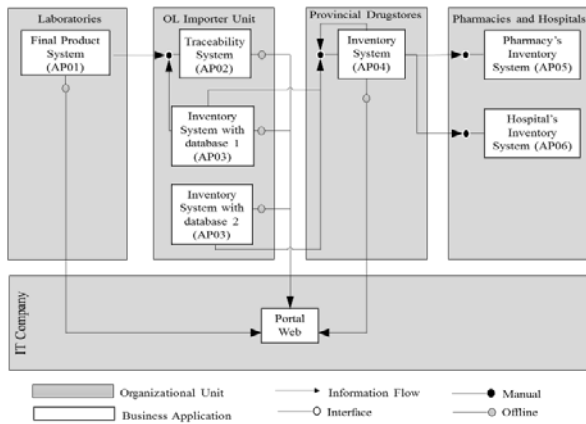 Laboratories
OL Importer Unit
Provincial Drugstores
Pharmacies and Hospitals
Final Product
System
(AP01)
Traceability
System
(AP02)
Inventory
System
(AP04)
Pharmacy's
Inventory
System (AP05)
Inventory
System with
database 1
(AP03)
Hospital's
Inventory
System (AP06)
Inventory
System with
database 2
(AP03)
IT Company
Portal
Web
Organizational Unit
Information Flow
Manual
Business Application
Interface
Offline